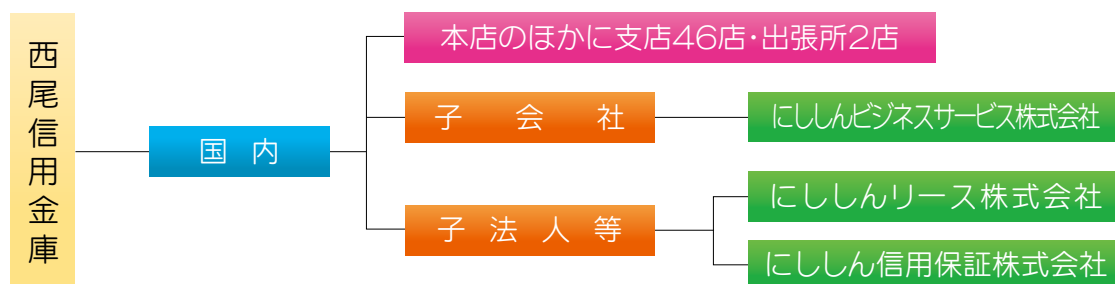 西尾信用金庫
国内
本店のほかに支店46店・出張所2店
子会社
にししんビジネスサービス株式会社
子法人等
にししんリース株式会社
にししん信用保証株式会社